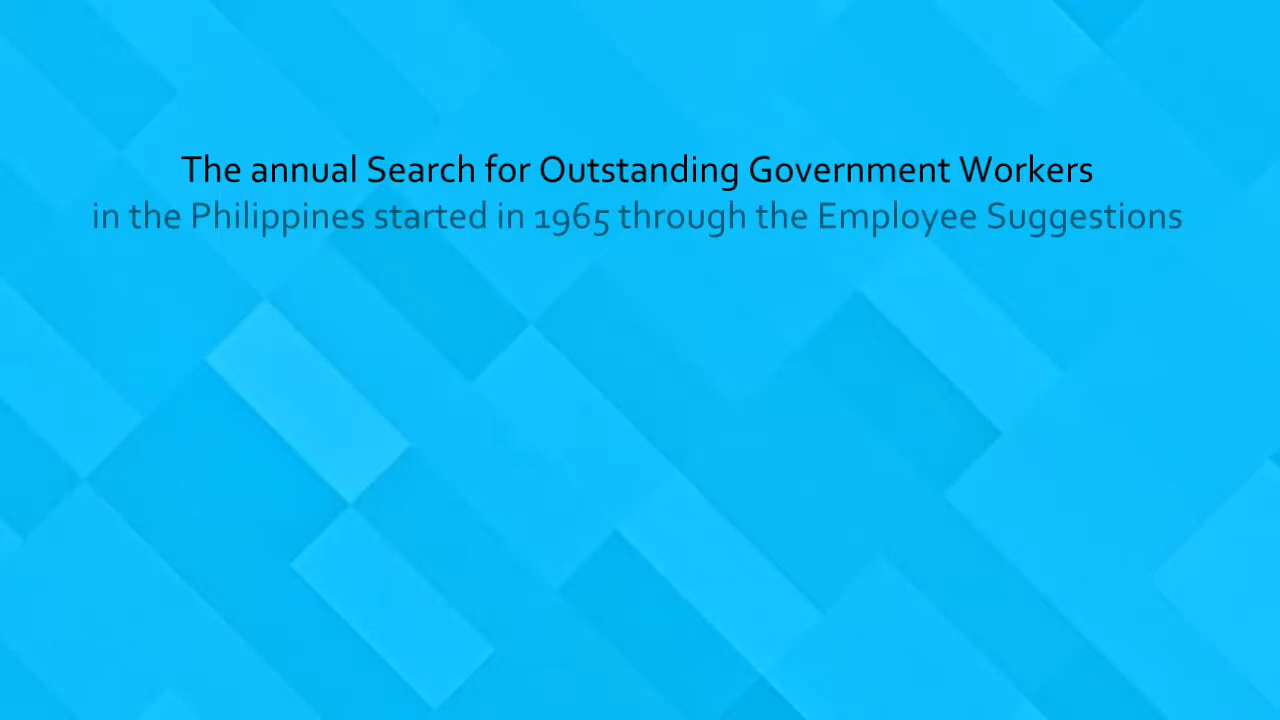 The annual Search for Outstanding Government Workers
in the Philippines started in 1965 through the Employee Suggestions